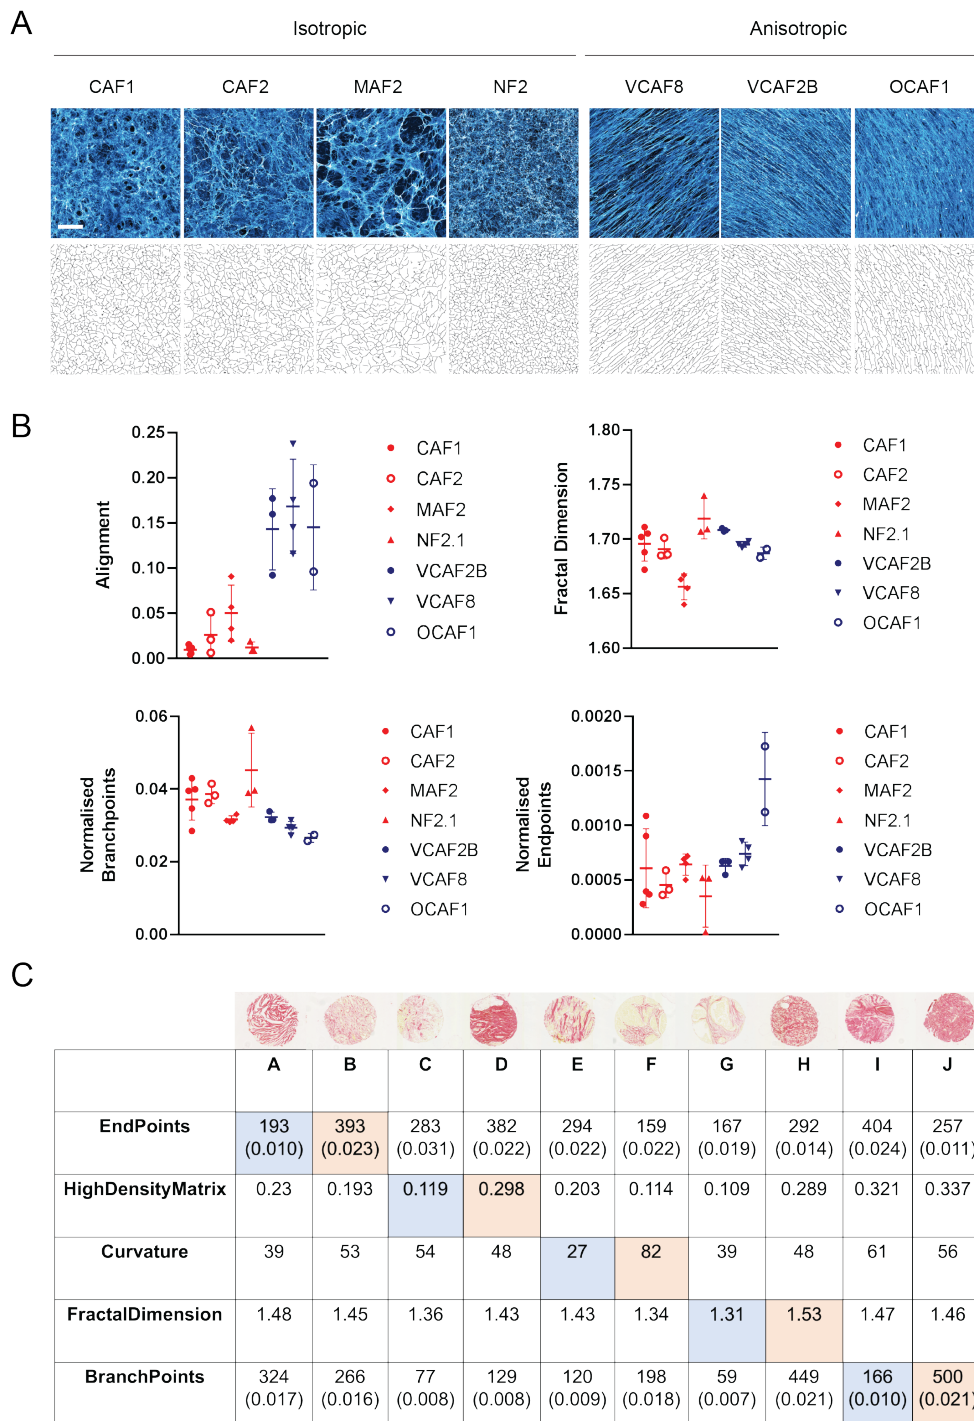 A
Isotropic Anisotropic
CAF1 CAF2 MAF2 NF2 VCAF8 VCAF2B OCAF1
B
Alignment
0.25
0.20
0.15
0.10
0.05
0.00
CAF1
CAF2
MAF2
NF2.1
VCAF2B
VCAF8
OCAF1
Fractal Dimension
1.80
1.75
1.70
1.65
1.60
CAF1
CAF2
MAF2
NF2.1
VCAF2B
VCAF8
OCAF1
Normalised
Branchpoints
0.06
0.04
0.02
0.00
CAF1
CAF2
MAF2
NF2.1
VCAF2B
VCAF8
OCAF1
Normalised
Endpoints
0.0020
0.0015
0.0010
0.0005
0.0000
CAF1
CAF2
MAF2
NF2.1
VCAF2B
VCAF8
OCAF1
C
A B C D E F G H I J
EndPoints 193 393 283 382 294 159 167 292 404 257
(0.010) (0.023) (0.031) (0.022) (0.022) (0.022) (0.019) (0.014) (0.024) (0.011)
HighDensityMatrix 0.23 0.193 0.119 0.298 0.203 0.114 0.109 0.289 0.321 0.337
Curvature 39 53 54 48 27 82 39 48 61 56
FractalDimension 1.48 1.45 1.36 1.43 1.43 1.34 1.31 1.53 1.47 1.46
BranchPoints 324 266 77 129 120 198 59 449 166 500
(0.017) (0.016) (0.008) (0.008) (0.009) (0.018) (0.007) (0.021) (0.010) (0.021)